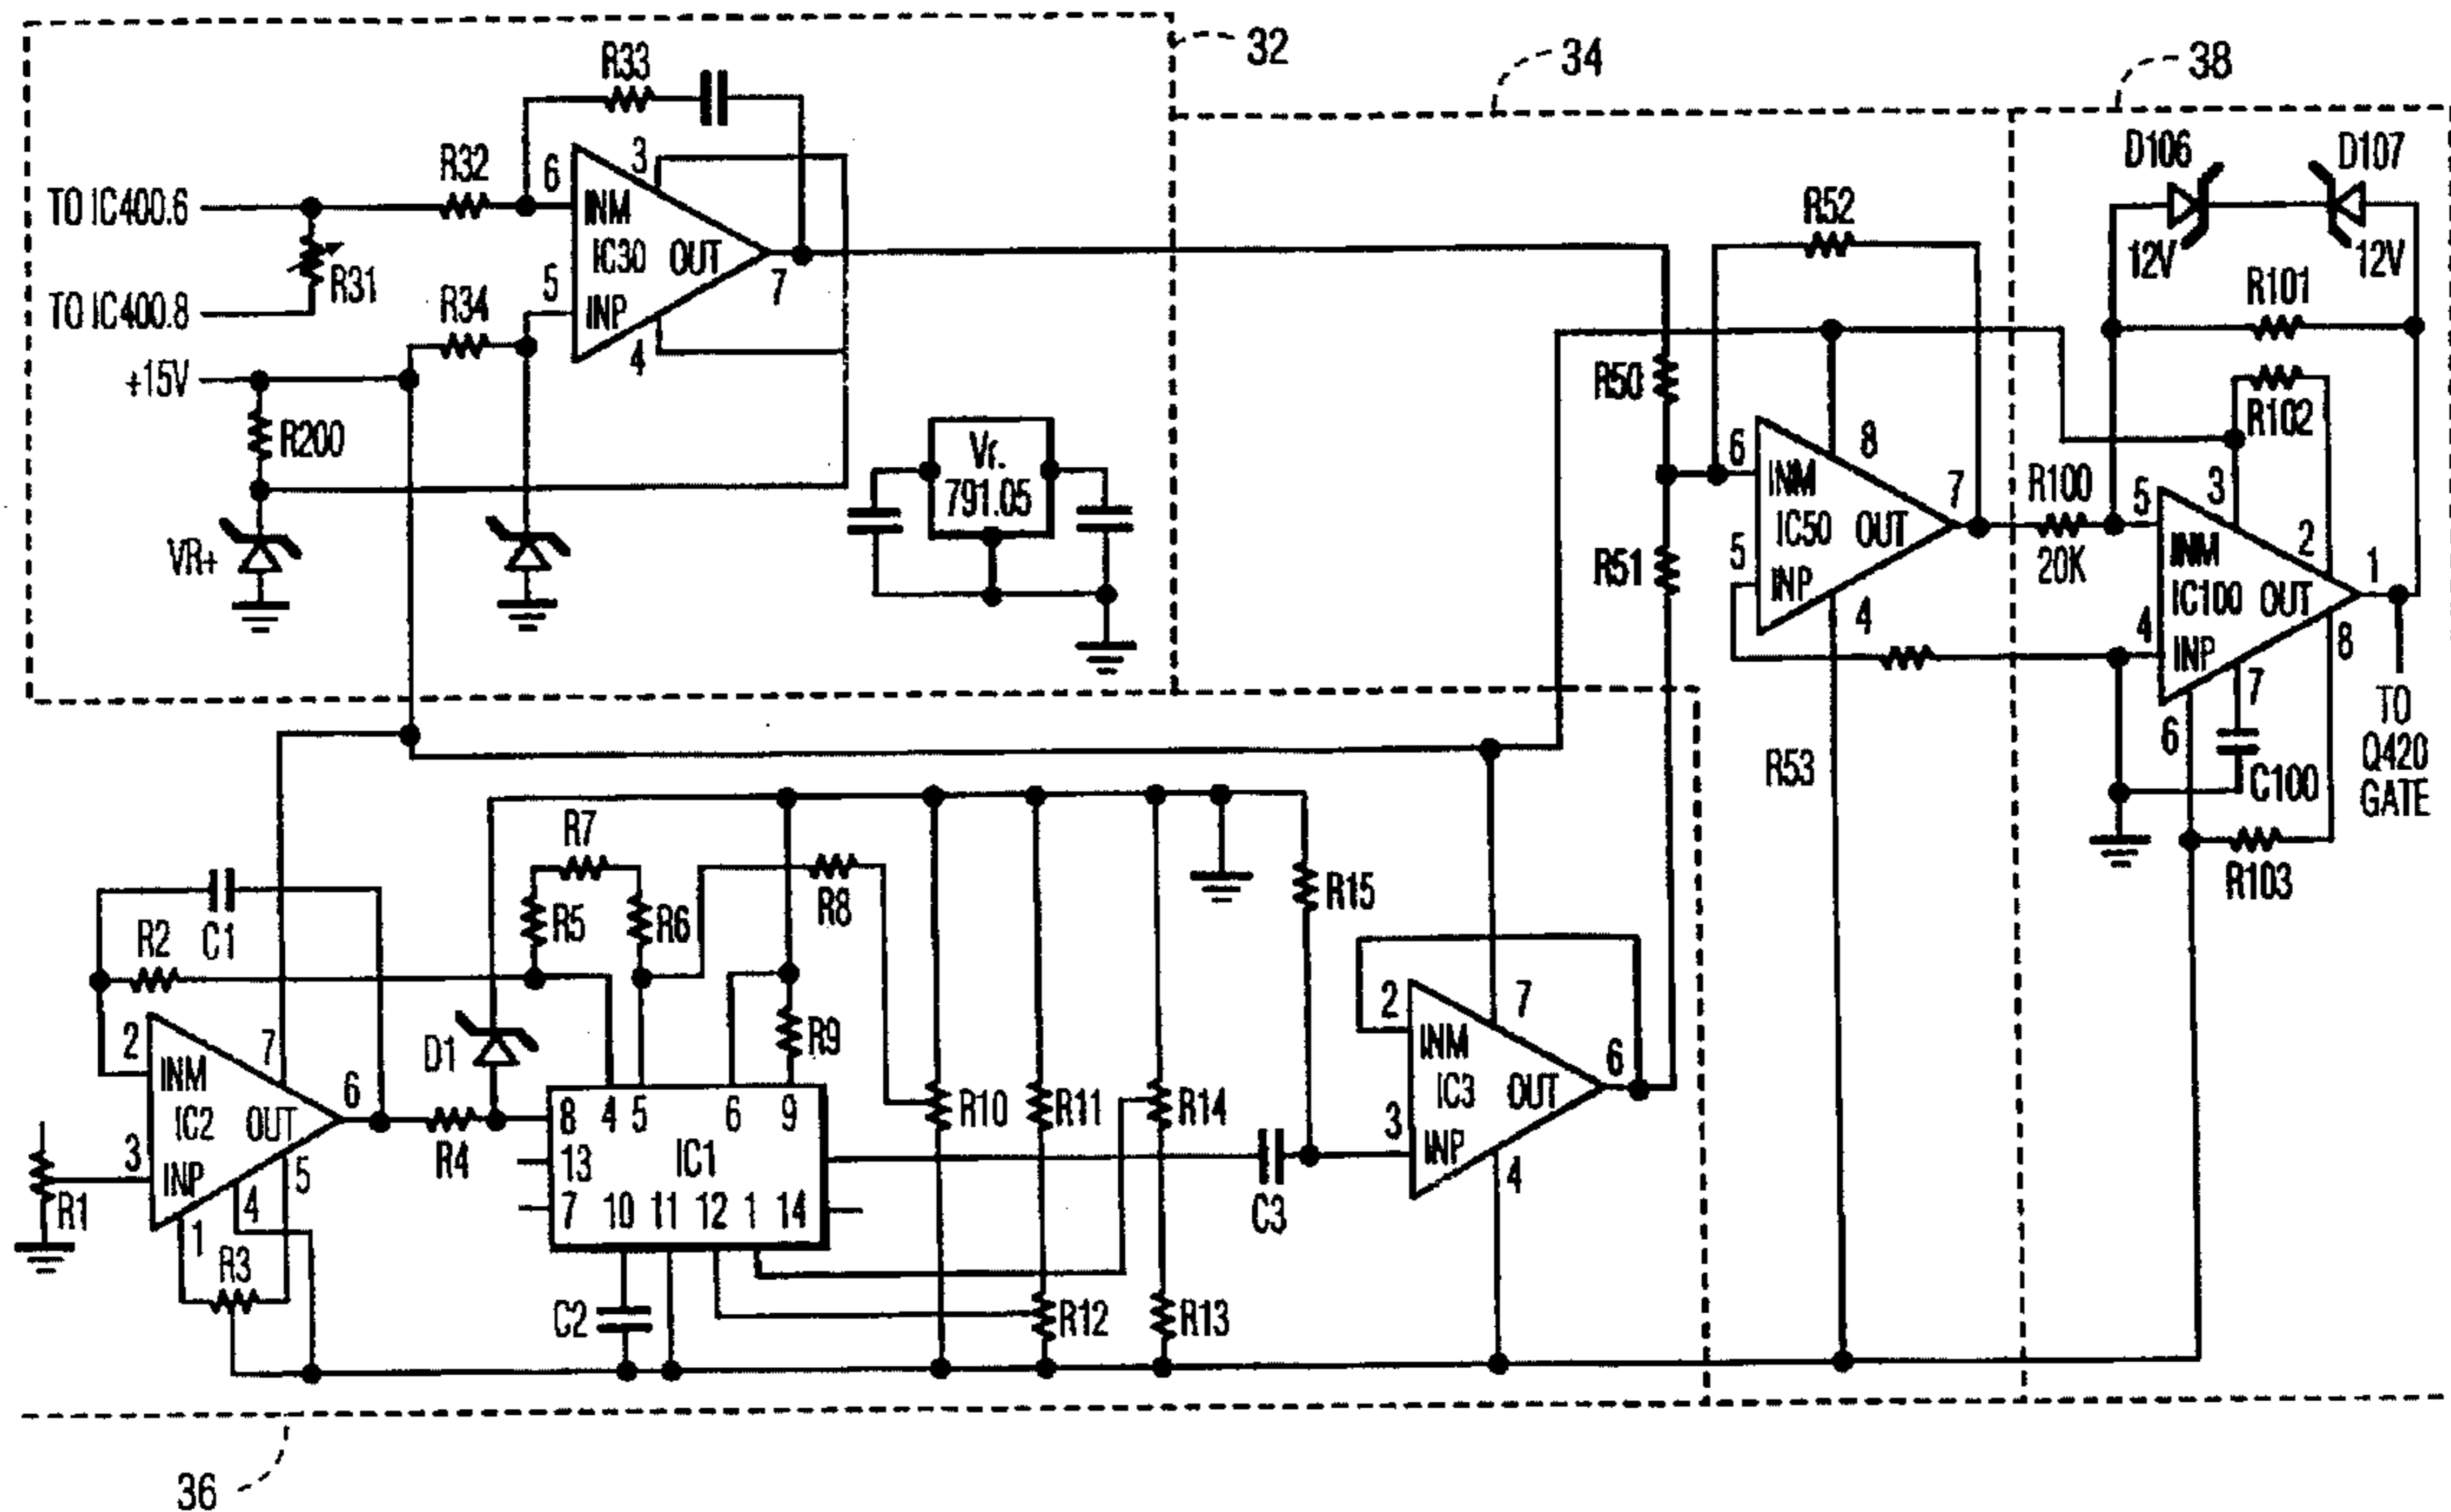 32
34
38
R33
D106
D107
R32
6
3
TO IC400.6
INM
R52
12V
12V
IC30
OUT
R31
5
7
R101
TO IC400.8
R34
INP
4
+15V
R50
R102
R200
Vr.
791.05
6
8
INM
7
R100
5
3
IC50
OUT
2
VR+
R51
5
20K
INM
1
INP
IC100
OUT
4
4
INP
8
7
TO
Q420
GATE
6
R53
C100
R7
R103
R8
R15
C1
R2
R5
R6
2
7
INM
D1
R9
2
7
INM
6
IC2
OUT
6
8
4
5
6
9
R10
R11
R14
IC3
OUT
R4
3
3
INP
5
13
IC1
INP
4
R1
4
7
10
11
12
1
14
C3
1
R3
C2
R12
R13
36